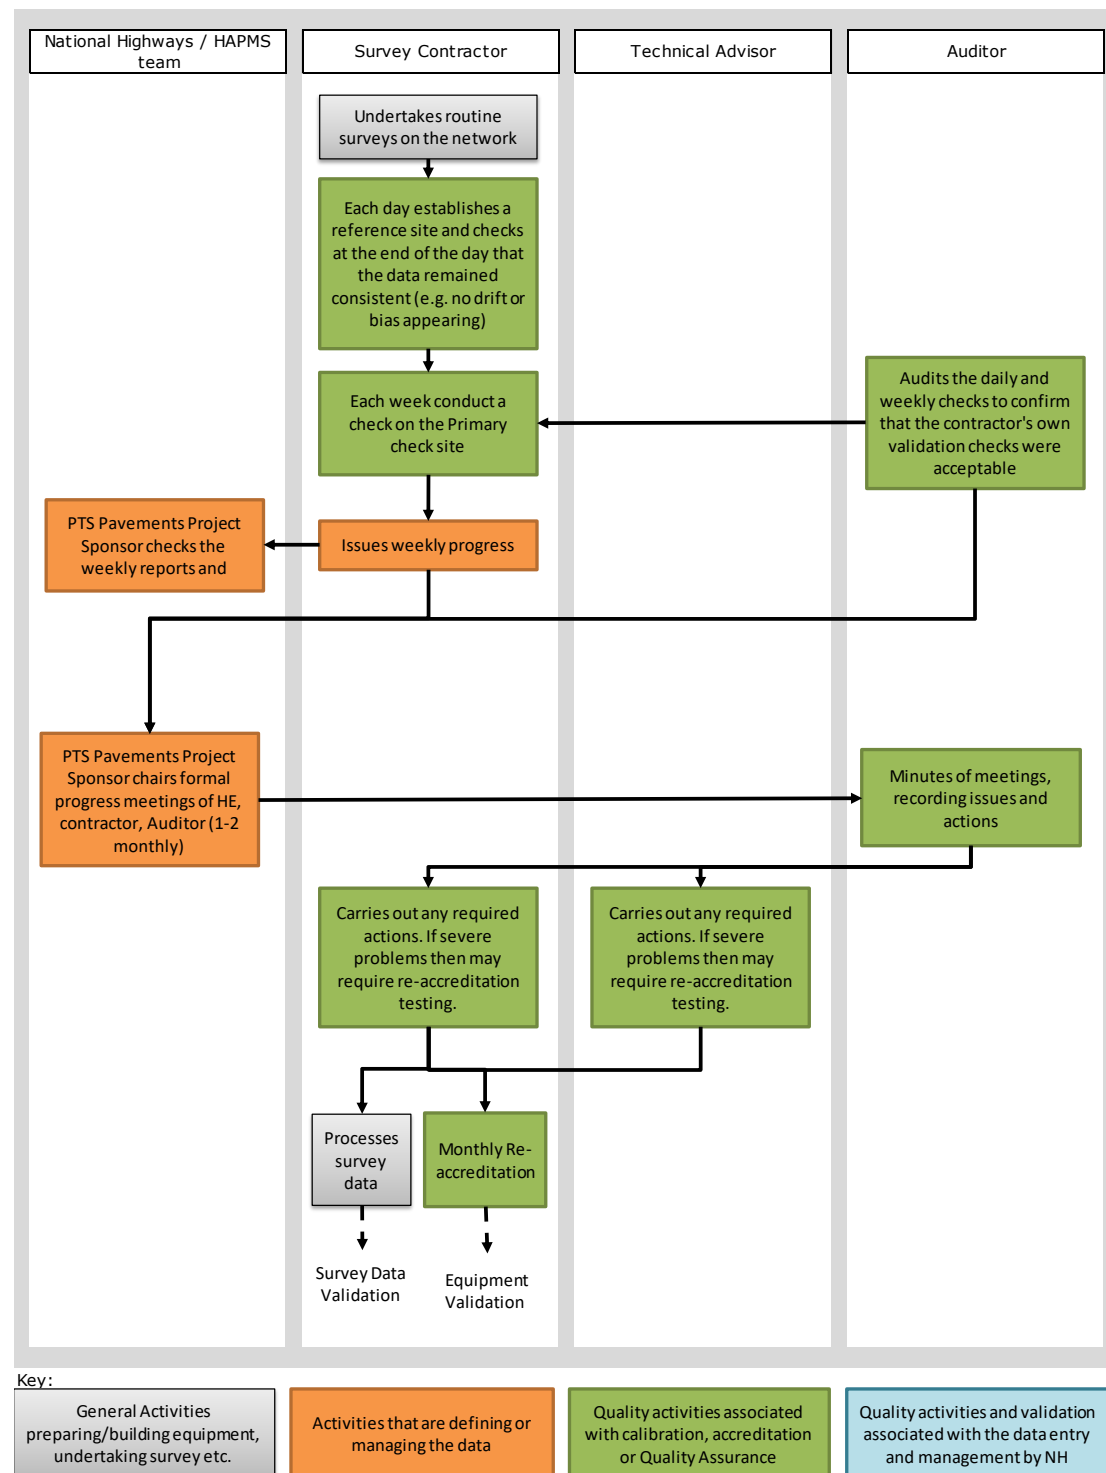 National Highways / HAPMS
team
Survey Contractor
Technical Advisor
Auditor
Undertakes routine
surveys on the network
Each day establishes a
reference site and checks
at the end of the day that
the data remained
consistent (e.g. no drift or
bias appearing)
Each week conduct a
check on the Primary
check site
Audits the daily and
weekly checks to confirm
that the contractor's own
validation checks were
acceptable
PTS Pavements Project
Sponsor checks the
weekly reports and
Issues weekly progress
PTS Pavements Project
Sponsor chairs formal
progress meetings of HE,
contractor, Auditor (1-2
monthly)
Minutes of meetings,
recording issues and
actions
Carries out any required
actions. If severe
problems then may
require re-accreditation
testing.
Carries out any required
actions. If severe
problems then may
require re-accreditation
testing.
Processes
survey
data
Monthly Re-
accreditation
Survey Data
Validation
Equipment
Validation
Key:
General Activities
preparing/building equipment,
undertaking survey etc.
Activities that are defining or
managing the data
Quality activities associated
with calibration, accreditation
or Quality Assurance
Quality activities and validation
associated with the data entry
and management by NH